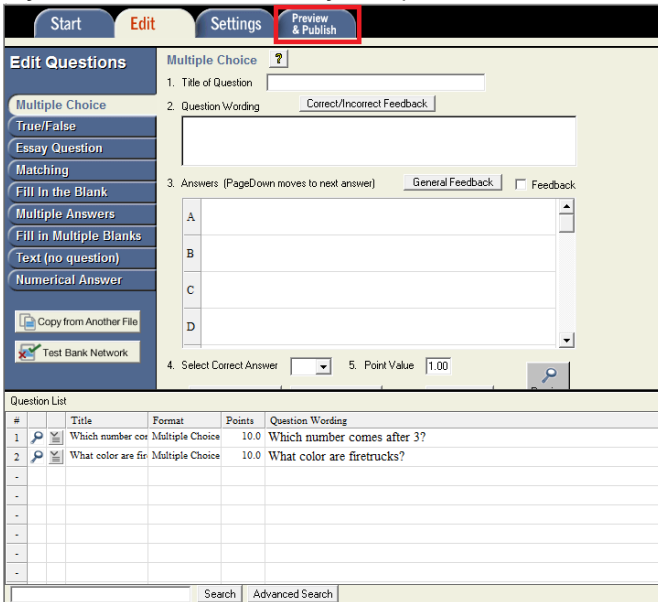 Start Edit Settings Preview & Publish
Edit Questions
Multiple Choice
True/False
Essay Question
Matching
Fill In the Blank
Multiple Answers
Fill in Multiple Blanks
Text (no question)
Numerical Answer
Copy from Another File
Test Bank Network
Multiple Choice ?
1. Title of Question
2. Question Wording Correct/Incorrect Feedback
3. Answers (PageDown moves to next answer) General Feedback Feedback
A
B
C
D
4. Select Correct Answer 5. Point Value 1.00
Question List
# Title Format Points Question Wording
1 Which number cor Multiple Choice 10.0 Which number comes after 3?
2 What color are fir Multiple Choice 10.0 What color are firetrucks?
-
-
-
-
-
-
Search Advanced Search